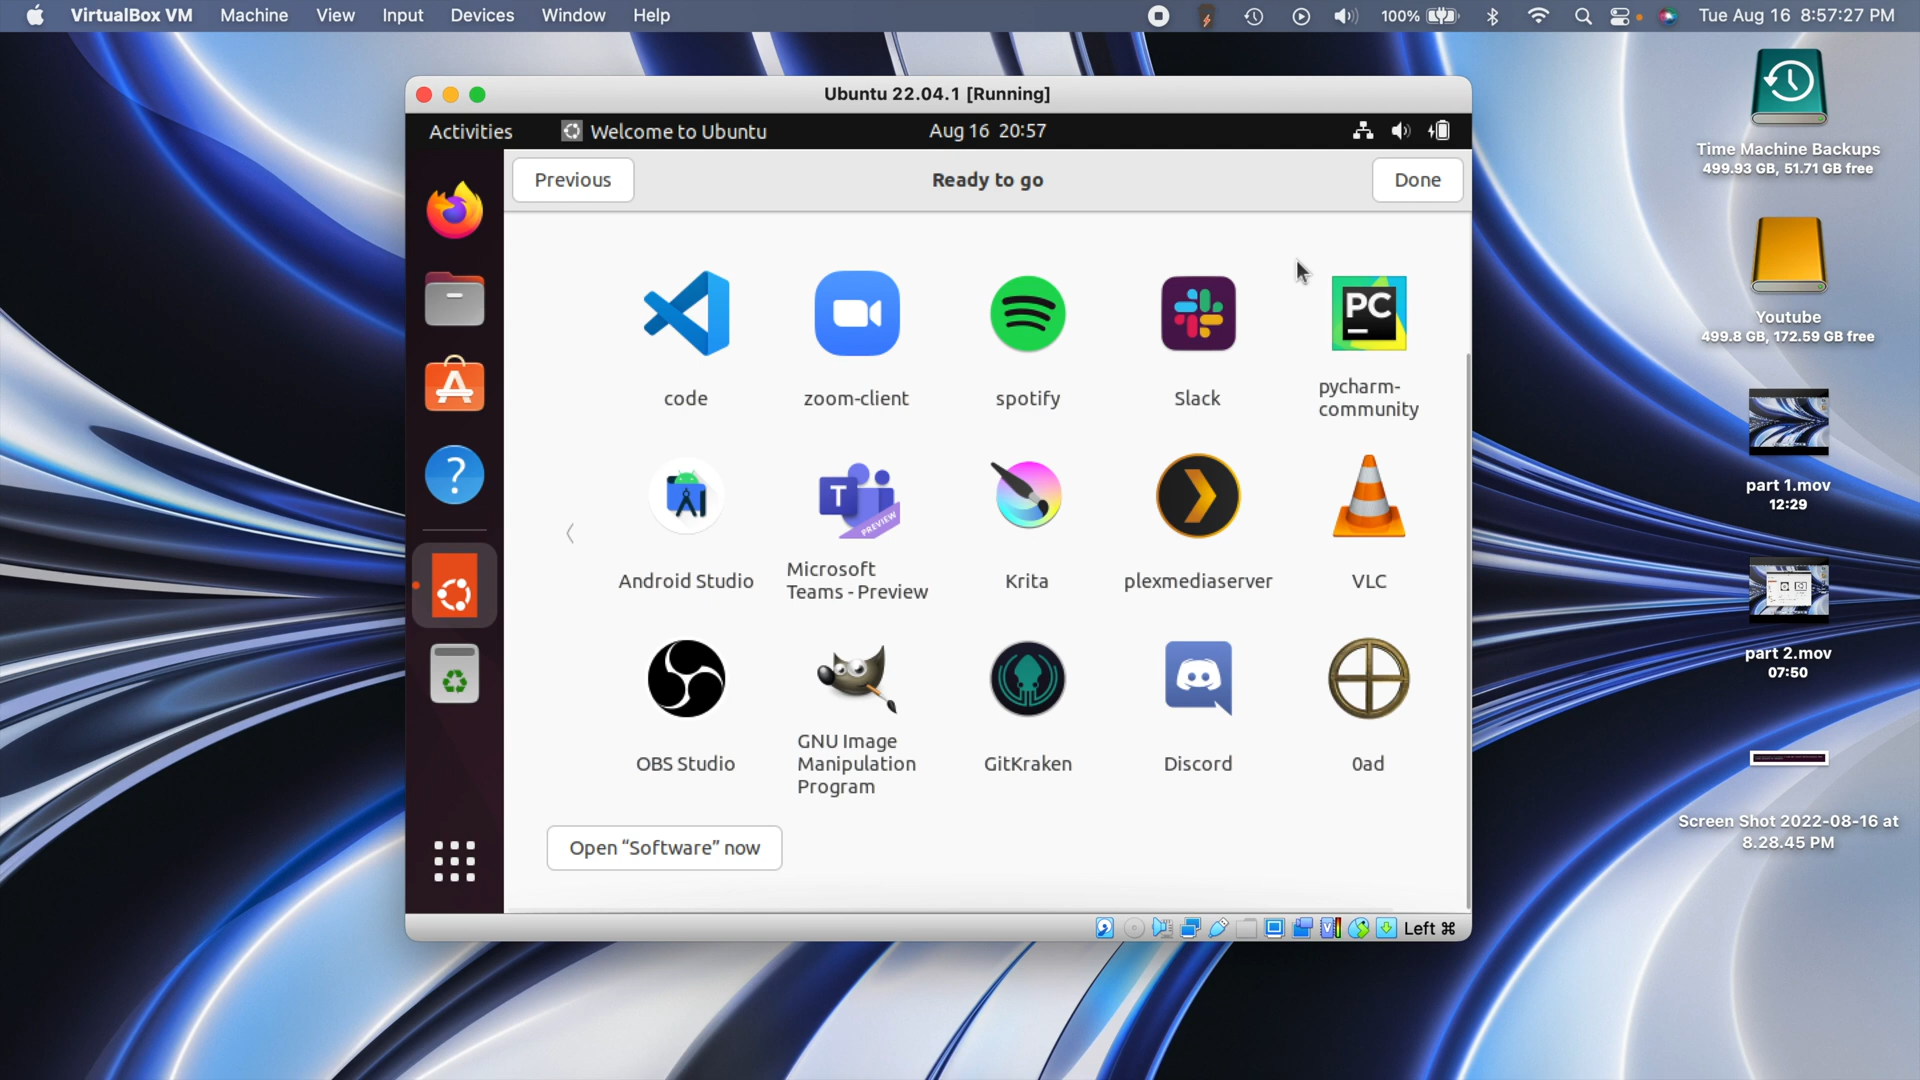 VirtualBox VM Machine View Input Devices Window Help 100% Tue Aug 16 8:57:27 PM
Ubuntu 22.04.1 [Running]
Activities Welcome to Ubuntu Aug 16 20:57
Previous Ready to go Done
code zoom-client spotify Slack pycharm-
community
PC
Android Studio Microsoft
Teams - Preview Krita plexmediaserver VLC
T PREVIEW
OBS Studio GNU Image
Manipulation
Program GitKraken Discord 0ad
Open “Software” now
Left ⌘
Time Machine Backups
499.93 GB, 51.71 GB free
Youtube
499.8 GB, 172.59 GB free
part 1.mov
12:29
part 2.mov
07:50
Screen Shot 2022-08-16 at
8.28.45 PM